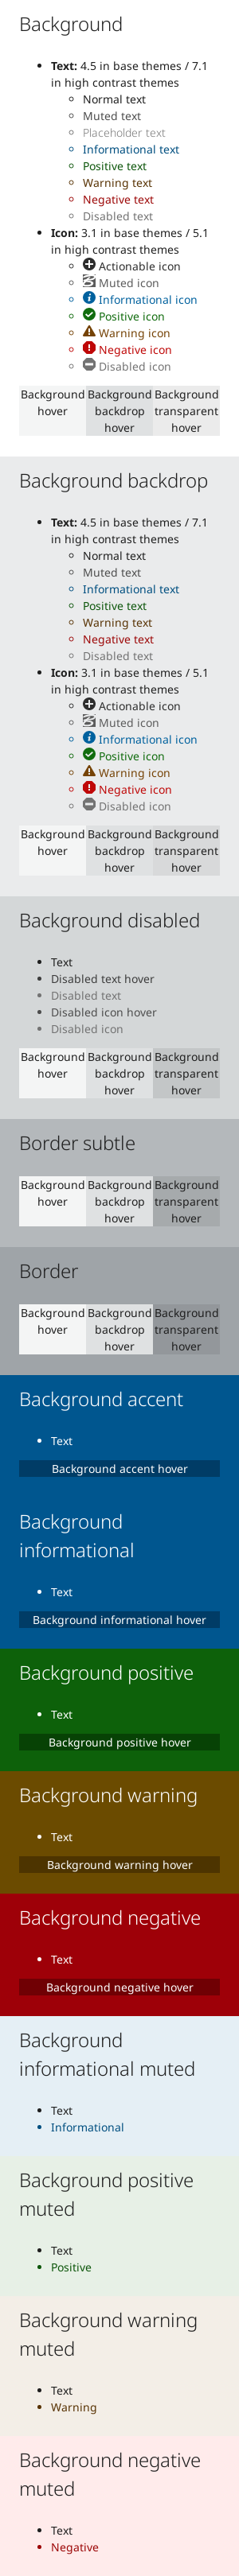 Background
Text: 4.5 in base themes / 7.1
in high contrast themes
Normal text
Muted text
Placeholder text
Informational text
Positive text
Warning text
Negative text
Disabled text
Icon: 3.1 in base themes / 5.1
in high contrast themes
Actionable icon
Muted icon
Informational icon
Positive icon
Warning icon
Negative icon
Disabled icon
Background Background Background
hover backdrop transparent
hover hover
Background backdrop
Text: 4.5 in base themes / 7.1
in high contrast themes
Normal text
Muted text
Informational text
Positive text
Warning text
Negative text
Disabled text
Icon: 3.1 in base themes / 5.1
in high contrast themes
Actionable icon
Muted icon
Informational icon
Positive icon
Warning icon
Negative icon
Disabled icon
Background Background Background
hover backdrop transparent
hover hover
Background disabled
Text
Disabled text hover
Disabled text
Disabled icon hover
Disabled icon
Background Background Background
hover backdrop transparent
hover hover
Border subtle
Background Background Background
hover backdrop transparent
hover hover
Border
Background Background Background
hover backdrop transparent
hover hover
Background accent
Text
Background accent hover
Background
informational
Text
Background informational hover
Background positive
Text
Background positive hover
Background warning
Text
Background warning hover
Background negative
Text
Background negative hover
Background
informational muted
Text
Informational
Background positive
muted
Text
Positive
Background warning
muted
Text
Warning
Background negative
muted
Text
Negative